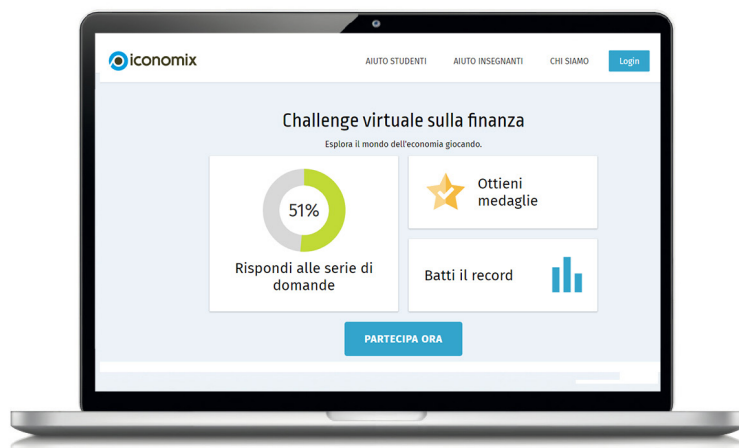 iconomix
AIUTO STUDENTI
AIUTO INSEGNANTI
CHI SIAMO
Login
Challenge virtuale sulla finanza
Esplora il mondo dell'economia giocando.
51%
Rispondi alle serie di
domande
Ottieni
medaglie
Batti il record
PARTECIPA ORA